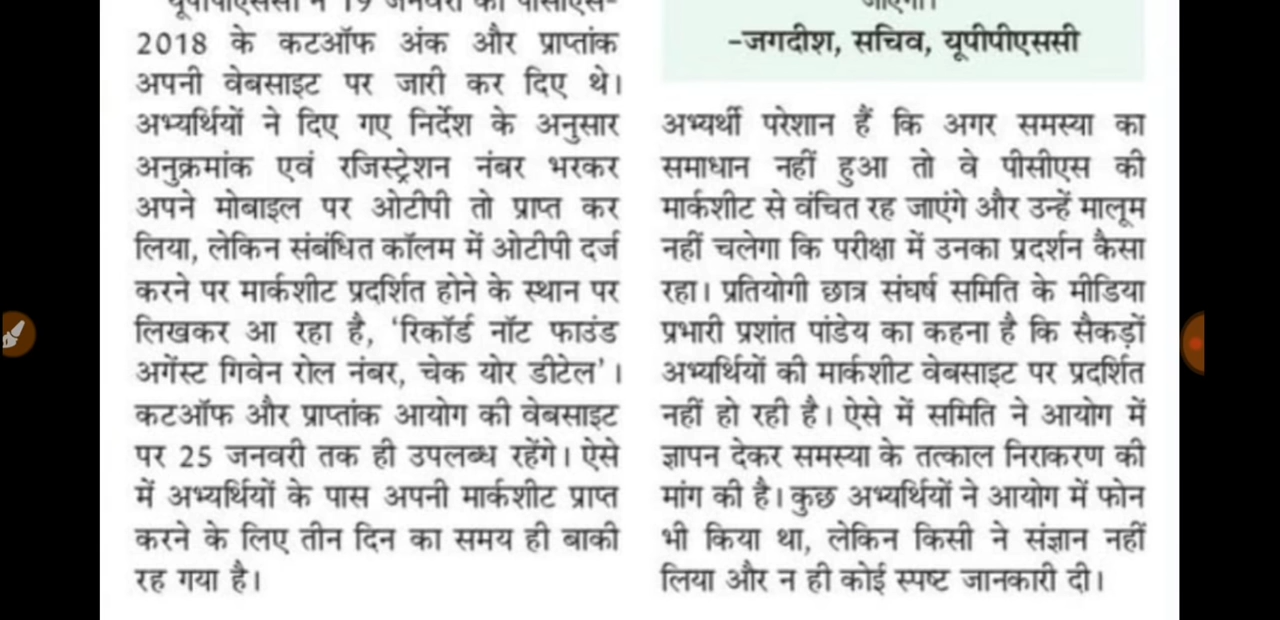 यूपीपीएससी ने 19 जनवरी को पीसीएस-
2018 के कटऑफ अंक और प्राप्तांक
अपनी वेबसाइट पर जारी कर दिए थे।
अभ्यर्थियों ने दिए गए निर्देश के अनुसार
अनुक्रमांक एवं रजिस्ट्रेशन नंबर भरकर
अपने मोबाइल पर ओटीपी तो प्राप्त कर
लिया, लेकिन संबंधित कॉलम में ओटीपी दर्ज
करने पर मार्कशीट प्रदर्शित होने के स्थान पर
लिखकर आ रहा है, ‘रिकॉर्ड नॉट फाउंड
अगेंस्ट गिवेन रोल नंबर, चेक योर डीटेल’।
कटऑफ और प्राप्तांक आयोग की वेबसाइट
पर 25 जनवरी तक ही उपलब्ध रहेंगे। ऐसे
में अभ्यर्थियों के पास अपनी मार्कशीट प्राप्त
करने के लिए तीन दिन का समय ही बाकी
रह गया है।
जाएगा।
-जगदीश, सचिव, यूपीपीएससी
अभ्यर्थी परेशान हैं कि अगर समस्या का
समाधान नहीं हुआ तो वे पीसीएस की
मार्कशीट से वंचित रह जाएंगे और उन्हें मालूम
नहीं चलेगा कि परीक्षा में उनका प्रदर्शन कैसा
रहा। प्रतियोगी छात्र संघर्ष समिति के मीडिया
प्रभारी प्रशांत पांडेय का कहना है कि सैकड़ों
अभ्यर्थियों की मार्कशीट वेबसाइट पर प्रदर्शित
नहीं हो रही है। ऐसे में समिति ने आयोग में
ज्ञापन देकर समस्या के तत्काल निराकरण की
मांग की है। कुछ अभ्यर्थियों ने आयोग में फोन
भी किया था, लेकिन किसी ने संज्ञान नहीं
लिया और न ही कोई स्पष्ट जानकारी दी।